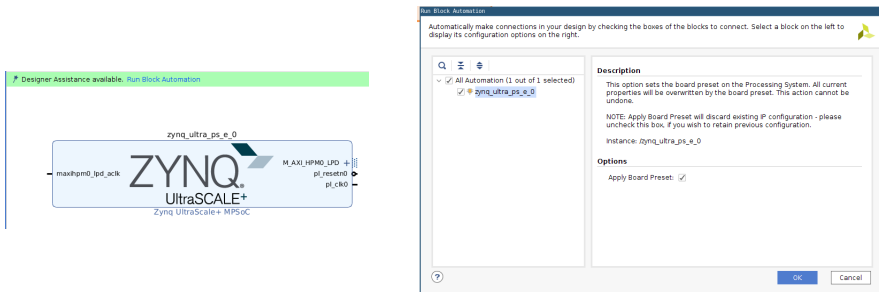 Designer Assistance available. Run Block Automation
zynq_ultra_ps_e_0
maxihpm0_lpd_aclk
ZYNQ.
UltraSCALE+
M_AXI_HPM0_LPD
pl_resetn0
pl_clk0
Zynq UltraScale+ MPSoC
Run Block Automation
Automatically make connections in your design by checking the boxes of the blocks to connect. Select a block on the left to
display its configuration options on the right.
All Automation (1 out of 1 selected)
zynq_ultra_ps_e_0
Description
This option sets the board preset on the Processing System. All current
properties will be overwritten by the board preset. This action cannot be
undone.
NOTE: Apply Board Preset will discard existing IP configuration - please
uncheck this box, if you wish to retain previous configuration.
Instance: /zynq_ultra_ps_e_0
Options
Apply Board Preset:
?
OK
Cancel